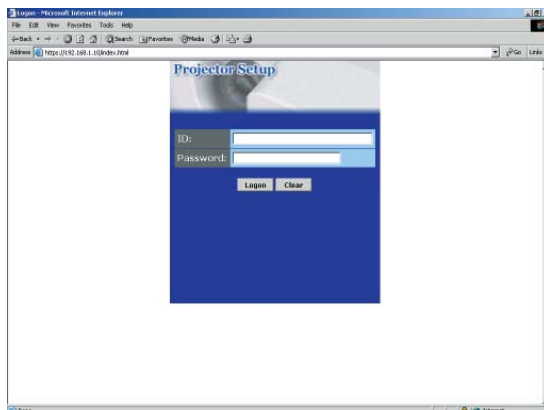 Logon - Microsoft Internet Explorer
File Edit View Favorites Tools Help
Back Search Favorites Media
Address https://192.168.1.10/index.html Go Links
Projector Setup
ID:
Password:
Logon Clear
Internet